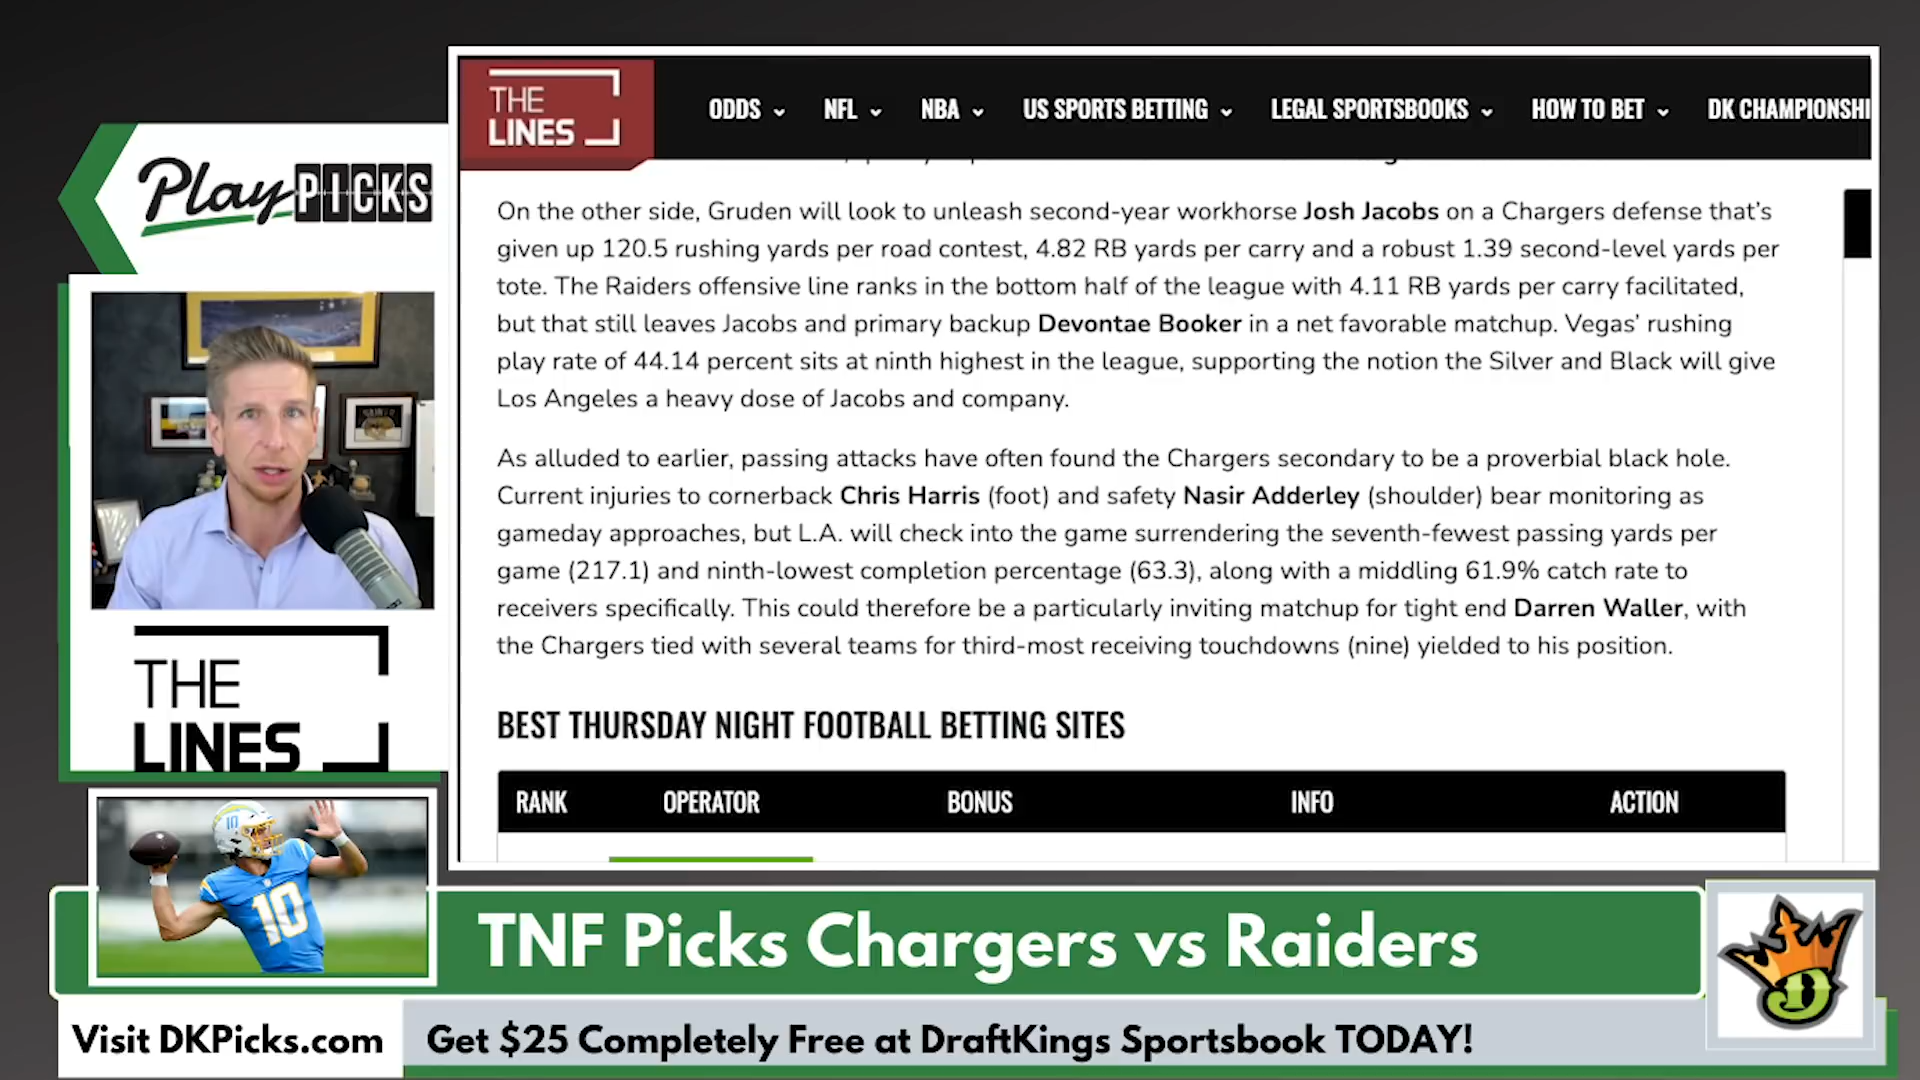 THE
LINES
ODDS NFL NBA US SPORTS BETTING LEGAL SPORTSBOOKS HOW TO BET DK CHAMPIONSHI
Play PICKS
On the other side, Gruden will look to unleash second-year workhorse Josh Jacobs on a Chargers defense that's
given up 120.5 rushing yards per road contest, 4.82 RB yards per carry and a robust 1.39 second-level yards per
tote. The Raiders offensive line ranks in the bottom half of the league with 4.11 RB yards per carry facilitated,
but that still leaves Jacobs and primary backup Devontae Booker in a net favorable matchup. Vegas' rushing
play rate of 44.14 percent sits at ninth highest in the league, supporting the notion the Silver and Black will give
Los Angeles a heavy dose of Jacobs and company.
As alluded to earlier, passing attacks have often found the Chargers secondary to be a proverbial black hole.
Current injuries to cornerback Chris Harris (foot) and safety Nasir Adderley (shoulder) bear monitoring as
gameday approaches, but L.A. will check into the game surrendering the seventh-fewest passing yards per
game (217.1) and ninth-lowest completion percentage (63.3), along with a middling 61.9% catch rate to
receivers specifically. This could therefore be a particularly inviting matchup for tight end Darren Waller, with
the Chargers tied with several teams for third-most receiving touchdowns (nine) yielded to his position.
THE
LINES
BEST THURSDAY NIGHT FOOTBALL BETTING SITES
RANK OPERATOR BONUS INFO ACTION
10
10
TNF Picks Chargers vs Raiders
D
Visit DKPicks.com
Get $25 Completely Free at DraftKings Sportsbook TODAY!